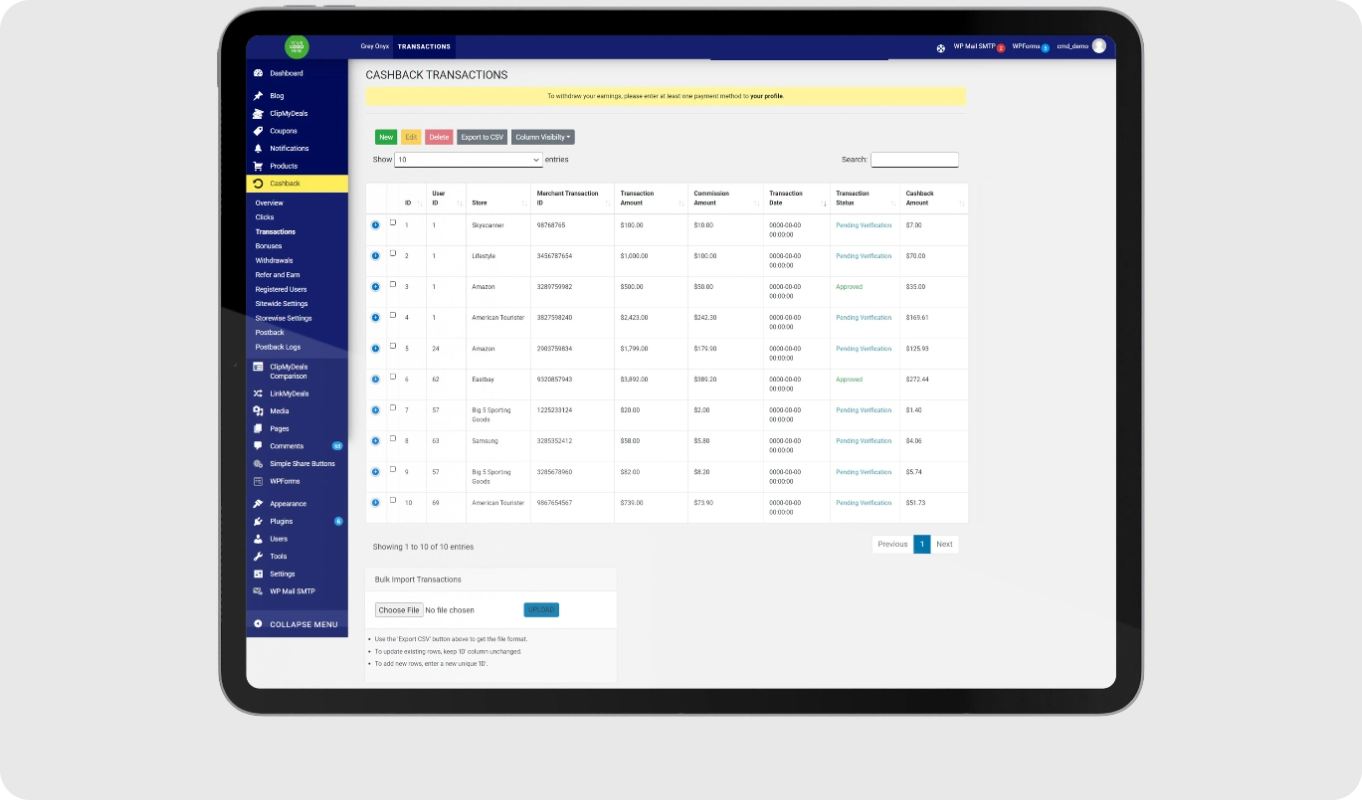 Grey Onyx TRANSACTIONS WP Mail SMTP 2 WPForms cmd_demo
Dashboard
Blog
ClipMyDeals
Coupons
Notifications
Products
Cashback
Overview
Clicks
Transactions
Bonuses
Withdrawals
Refer and Earn
Registered Users
Sitewide Settings
Storewise Settings
Postback
Postback Logs
ClipMyDeals
Comparison
LinkMyDeals
Media
Pages
Comments
Simple Share Buttons
WPForms
Appearance
Plugins 6
Users
Tools
Settings
WP Mail SMTP
COLLAPSE MENU
CASHBACK TRANSACTIONS
To withdraw your earnings, please enter at least one payment method to your profile.
New Edit Delete Export to CSV Column Visibilty
Show 10 entries Search:
ID User ID Store Merchant Transaction ID Transaction Amount Commission Amount Transaction Date Transaction Status Cashback Amount
1 1 Skyscanner 98768765 $100.00 $10.00 0000-00-00 00:00:00 Pending Verification $7.00
2 1 Lifestyle 3456787654 $1,000.00 $100.00 0000-00-00 00:00:00 Pending Verification $70.00
3 1 Amazon 3289759982 $500.00 $50.00 0000-00-00 00:00:00 Approved $35.00
4 1 American Tourister 3827598240 $2,423.00 $242.30 0000-00-00 00:00:00 Pending Verification $169.61
5 24 Amazon 2903759834 $1,799.00 $179.90 0000-00-00 00:00:00 Pending Verification $125.93
6 62 Eastbay 9320857943 $3,892.00 $389.20 0000-00-00 00:00:00 Approved $272.44
7 57 Big 5 Sporting Goods 1225233124 $20.00 $2.00 0000-00-00 00:00:00 Pending Verification $1.40
8 63 Samsung 3285352412 $58.00 $5.80 0000-00-00 00:00:00 Pending Verification $4.06
9 57 Big 5 Sporting Goods 3285678960 $82.00 $8.20 0000-00-00 00:00:00 Pending Verification $5.74
10 69 American Tourister 9867654567 $739.00 $73.90 0000-00-00 00:00:00 Pending Verification $51.73
Showing 1 to 10 of 10 entries Previous 1 Next
Bulk Import Transactions
Choose File No file chosen UPLOAD
• Use the 'Export CSV' button above to get the file format.
• To update existing rows, keep 'ID' column unchanged.
• To add new rows, enter a new unique 'ID'.